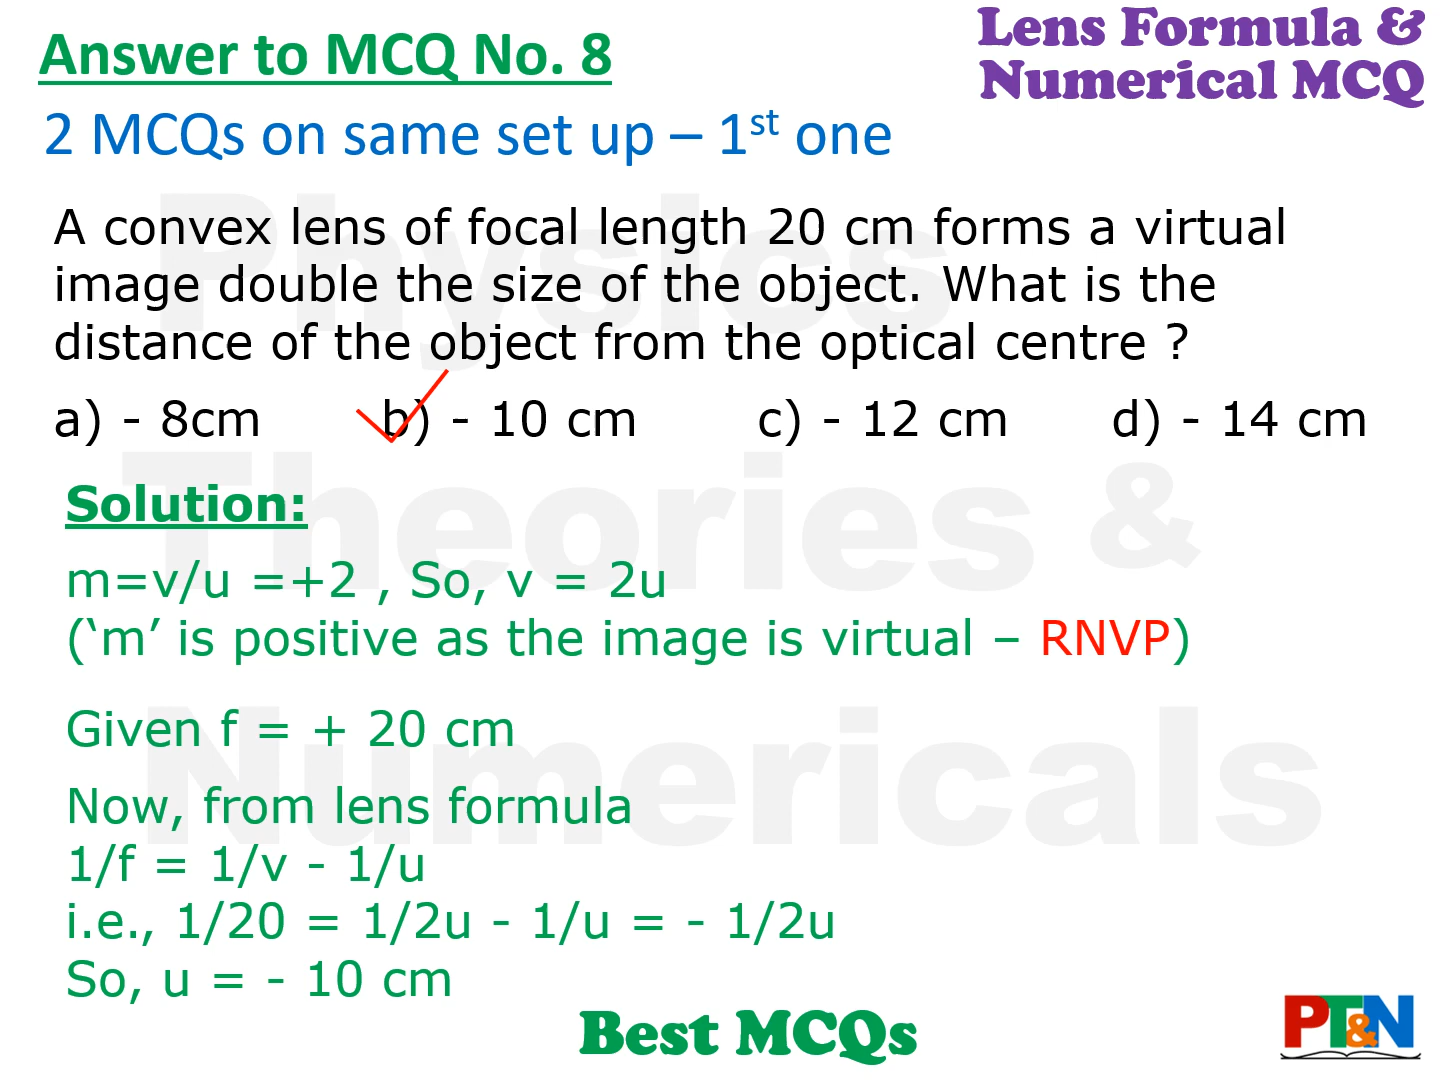 Answer to MCQ No. 8
Lens Formula &
Numerical MCQ
2 MCQs on same set up – 1st one
A convex lens of focal length 20 cm forms a virtual
image double the size of the object. What is the
distance of the object from the optical centre ?
a) - 8cm b) - 10 cm c) - 12 cm d) - 14 cm
Solution:
m=v/u =+2 , So, v = 2u
(‘m’ is positive as the image is virtual – RNVP)
Given f = + 20 cm
Now, from lens formula
1/f = 1/v - 1/u
i.e., 1/20 = 1/2u - 1/u = - 1/2u
So, u = - 10 cm
Best MCQs
PT&N
Physics
Theories &
Numericals